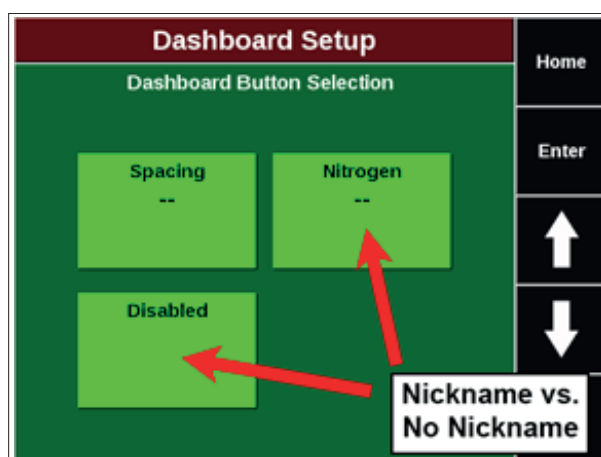 Dashboard Setup
Home
Dashboard Button Selection
Enter
Spacing
--
Nitrogen
--
Disabled
Nickname vs.
No Nickname